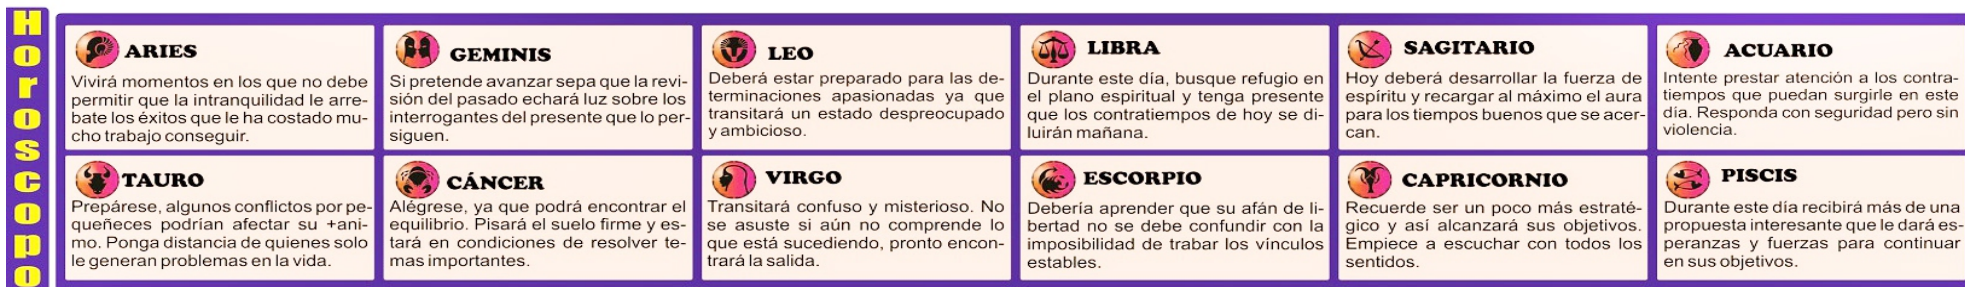 Horoscopo
ARIES
Vivirá momentos en los que no debe
permitir que la intranquilidad le arre-
bate los éxitos que le ha costado mu-
cho trabajo conseguir.
TAURO
Prepárese, algunos conflictos por pe-
queñeces podrían afectar su +ani-
mo. Ponga distancia de quienes solo
le generan problemas en la vida.
GEMINIS
Si pretende avanzar sepa que la revi-
sión del pasado echará luz sobre los
interrogantes del presente que lo per-
siguen.
CÁNCER
Alégrese, ya que podrá encontrar el
equilibrio. Pisará el suelo firme y es-
tará en condiciones de resolver te-
mas importantes.
LEO
Deberá estar preparado para las de-
terminaciones apasionadas ya que
transitará un estado despreocupado
y ambicioso.
VIRGO
Transitará confuso y misterioso. No
se asuste si aún no comprende lo
que está sucediendo, pronto encon-
trará la salida.
LIBRA
Durante este día, busque refugio en
el plano espiritual y tenga presente
que los contratiempos de hoy se di-
luirán mañana.
ESCORPIO
Debería aprender que su afán de li-
bertad no se debe confundir con la
imposibilidad de trabar los vínculos
estables.
SAGITARIO
Hoy deberá desarrollar la fuerza de
espíritu y recargar al máximo el aura
para los tiempos buenos que se acer-
can.
CAPRICORNIO
Recuerde ser un poco más estraté-
gico y así alcanzará sus objetivos.
Empiece a escuchar con todos los
sentidos.
ACUARIO
Intente prestar atención a los contra-
tiempos que puedan surgirle en este
día. Responda con seguridad pero sin
violencia.
PISCIS
Durante este día recibirá más de una
propuesta interesante que le dará es-
peranzas y fuerzas para continuar
en sus objetivos.